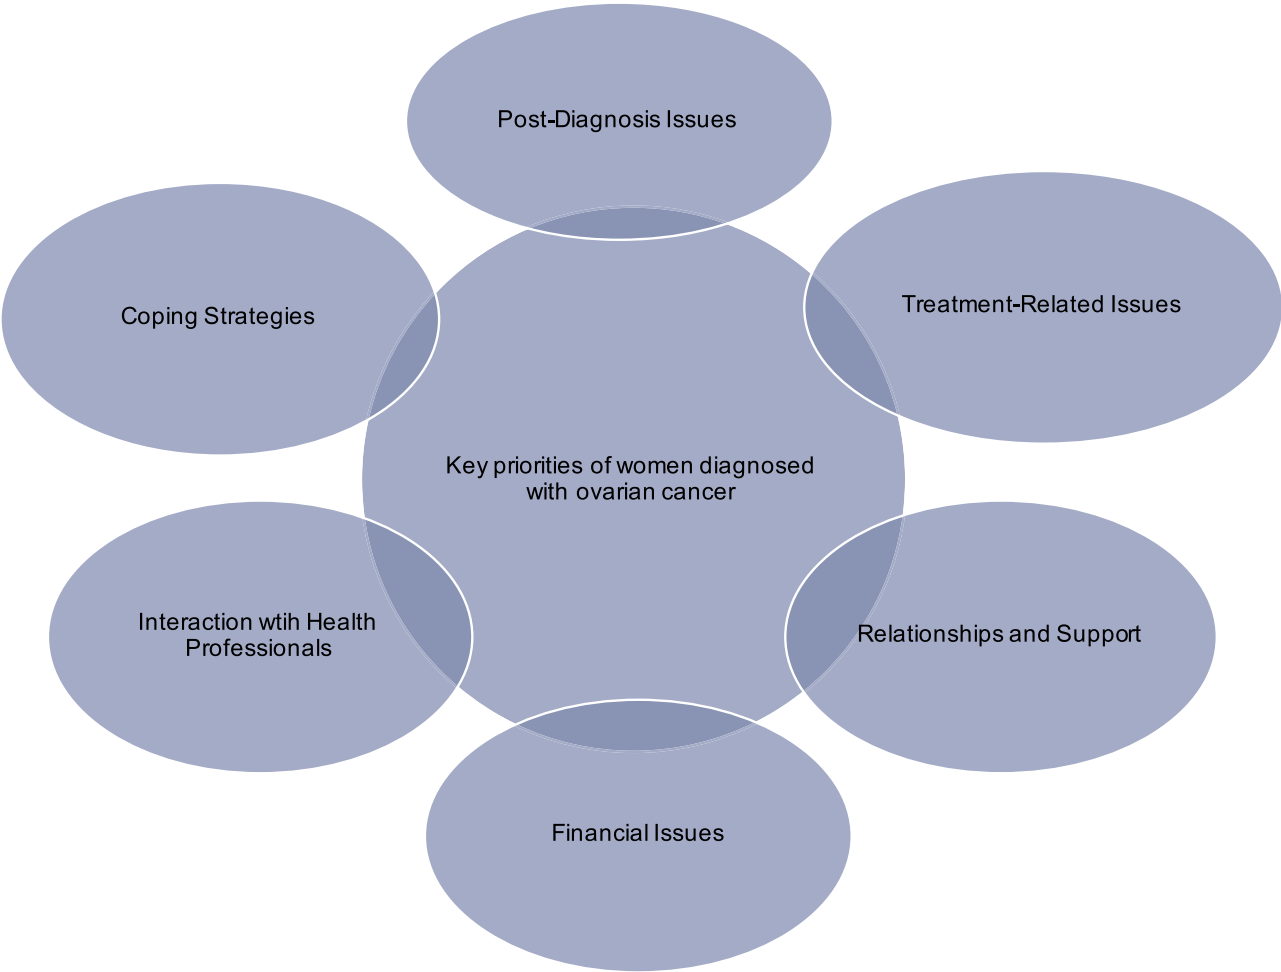 Post-Diagnosis Issues
Treatment-Related Issues
Coping Strategies
Key priorities of women diagnosed
with ovarian cancer
Interaction wtih Health
Professionals
Relationships and Support
Financial Issues